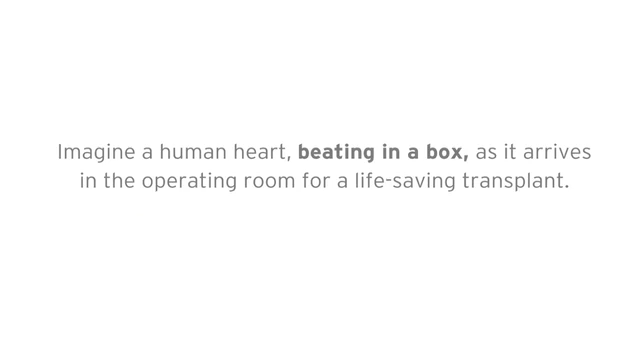 Imagine a human heart, beating in a box, as it arrives
in the operating room for a life-saving transplant.